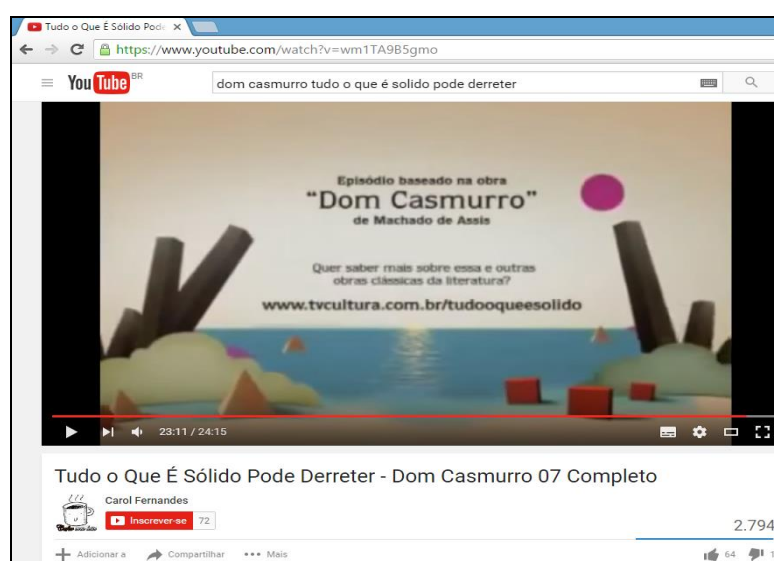 Tudo o Que É Sólido Pode
https://www.youtube.com/watch?v=wm1TA9B5gmo
YouTube BR
dom casmurro tudo o que é solido pode derreter
Episódio baseado na obra
"Dom Casmurro"
de Machado de Assis
Quer saber mais sobre essa e outras
obras clássicas da literatura?
www.tvcultura.com.br/tudooqueesolido
23:11 / 24:15
Tudo o Que É Sólido Pode Derreter - Dom Casmurro 07 Completo
Carol Fernandes
Inscrever-se 72
2.794
Adicionar a Compartilhar Mais
64 1